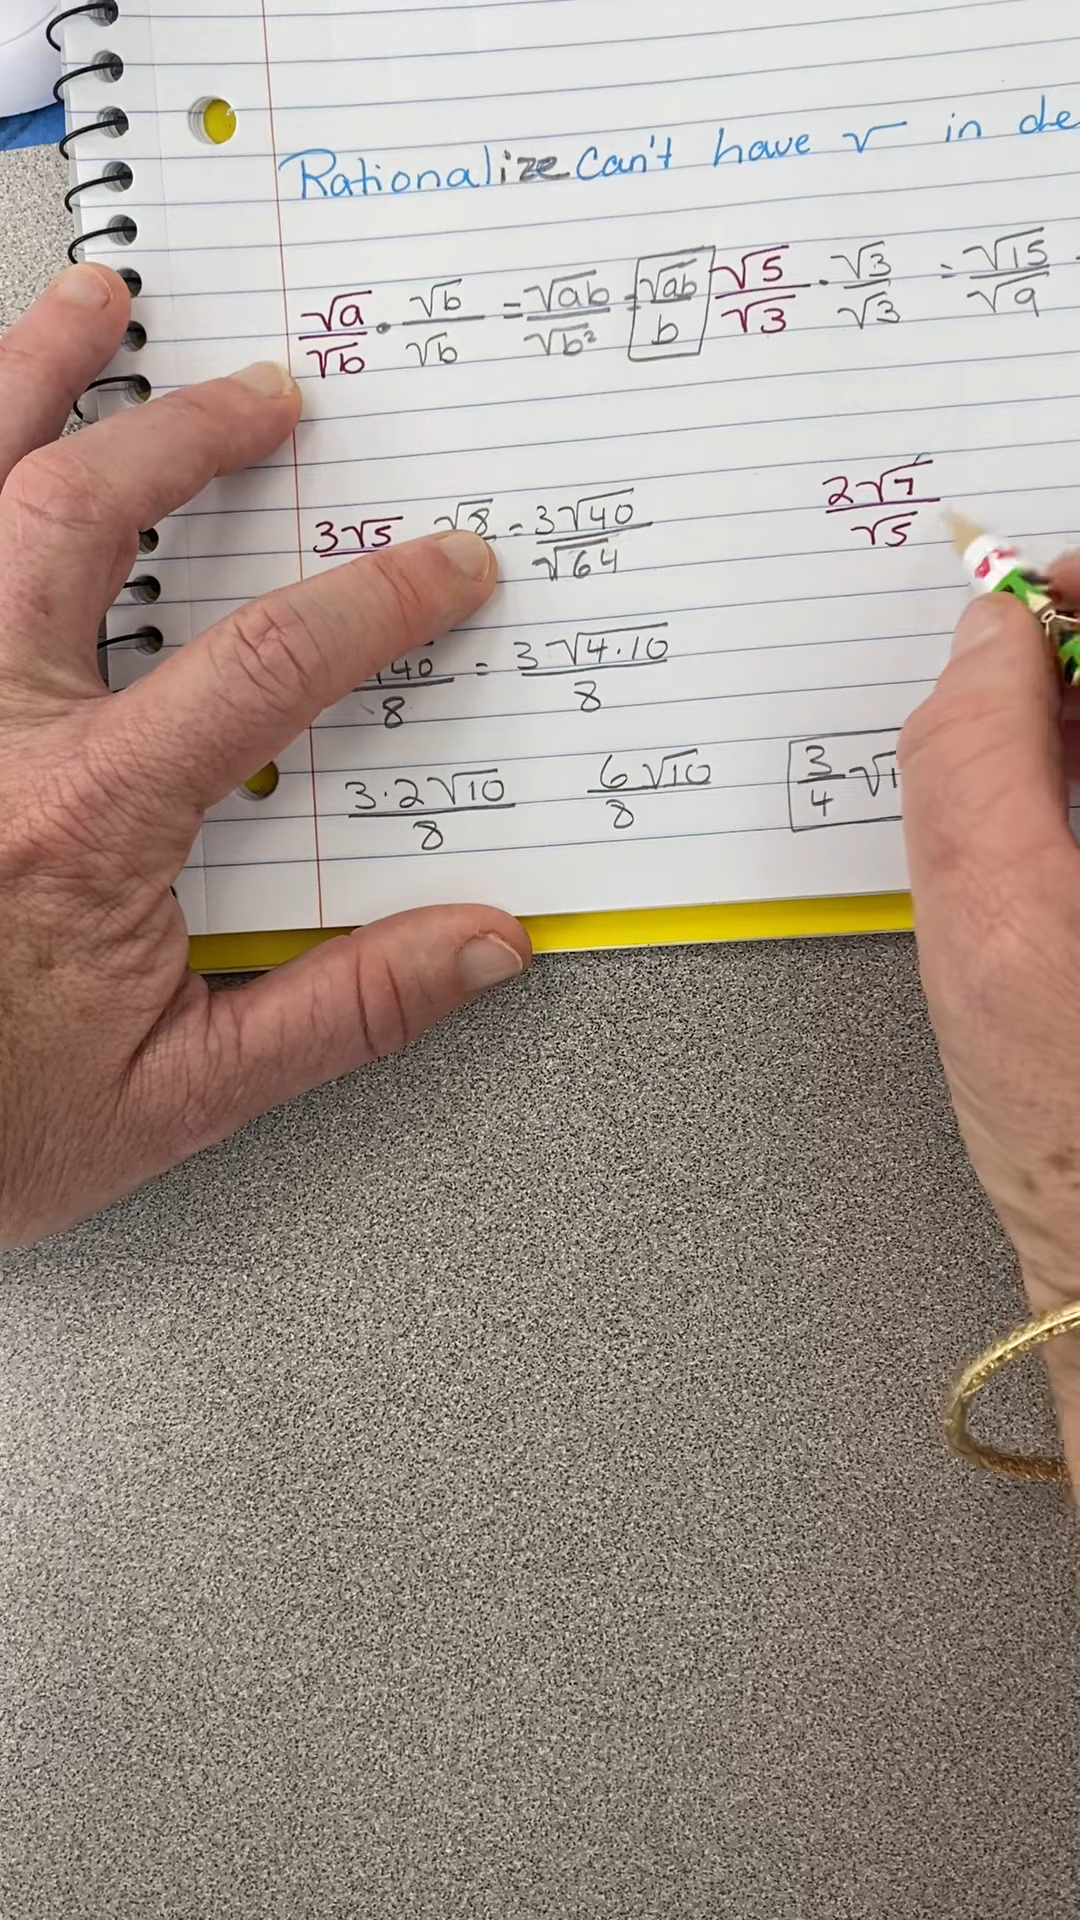 Rationalize Can't have √ in de
√a/√b · √b/√b = √ab/√b² = √ab/b √5/√3 · √3/√3 = √15/√9
3√5 √8 = 3√40/√64 2√7/√5
√40/8 = 3√4·10/8
3·2√10/8 6√10/8 3/4 √1